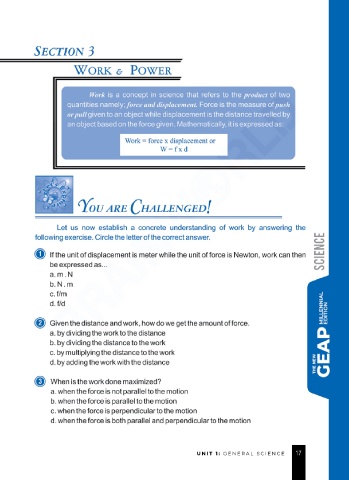 SECTION 3
WORK & POWER
Work is a concept in science that refers to the product of two
quantities namely; force and displacement. Force is the measure of push
or pull given to an object while displacement is the distance travelled by
an object based on the force given. Mathematically, it is expressed as:
Work = force x displacement or
W = f x d
YOU ARE CHALLENGED!
Let us now establish a concrete understanding of work by answering the
following exercise. Circle the letter of the correct answer.
1 If the unit of displacement is meter while the unit of force is Newton, work can then
be expressed as...
a. m . N
b. N . m
c. f/m
d. f/d
2 Given the distance and work, how do we get the amount of force.
a. by dividing the work to the distance
b. by dividing the distance to the work
c. by multiplying the distance to the work
d. by adding the work with the distance
3 When is the work done maximized?
a. when the force is not parallel to the motion
b. when the force is parallel to the motion
c. when the force is perpendicular to the motion
d. when the force is both parallel and perpendicular to the motion
SCIENCE
THE NEW
GEAP
MILLENNIAL
EDITION
UNIT 1: GENERAL SCIENCE 17